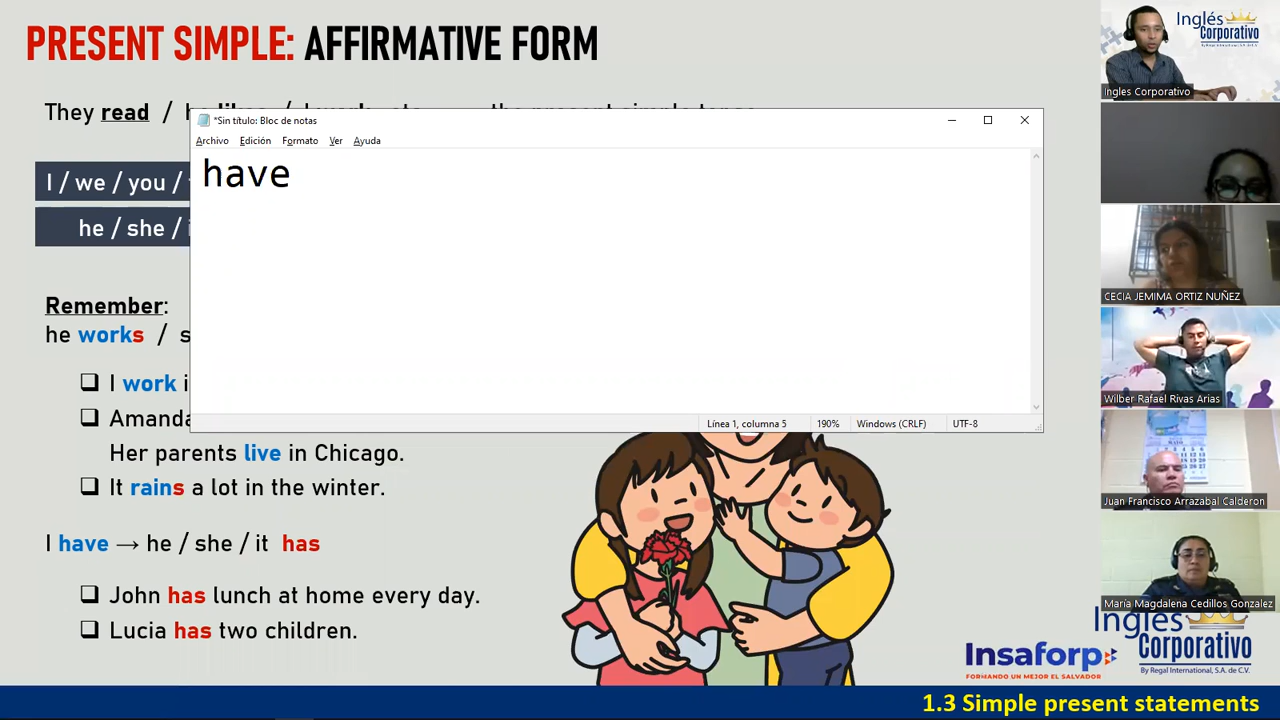 PRESENT SIMPLE: AFFIRMATIVE FORM
They read /
I / we / you /
he / she /
*Sin título: Bloc de notas
Archivo Edición Formato Ver Ayuda
have
Línea 1, columna 5 190% Windows (CRLF) UTF-8
Remember:
he works /
I work
Amanda
Her parents live in Chicago.
It rains a lot in the winter.
I have → he / she / it has
John has lunch at home every day.
Lucia has two children.
Inglés Corporativo
Ingles Corporativo
CECIA JEMIMA ORTIZ NUÑEZ
Wilber Rafael Rivas Arias
Juan Francisco Arrazabal Calderon
María Magdalena Cedillos Gonzalez
Insaforp
FORMANDO UN MEJOR EL SALVADOR
Inglés
Corporativo
By Regal International, S.A. de C.V.
1.3 Simple present statements